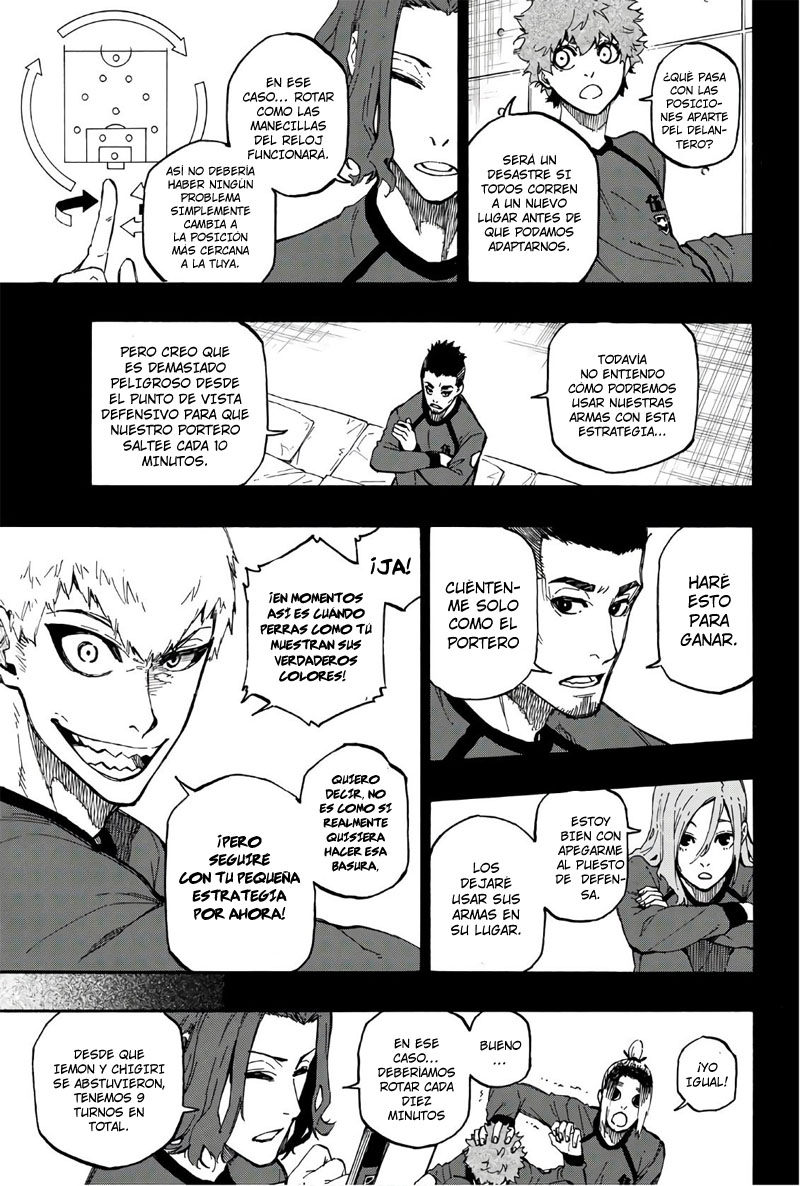 ¿QUÉ PASA
CON LAS
POSICIO-
NES APARTE
DEL DELAN-
TERO?
SERÁ UN
DESASTRE SI
TODOS CORREN
A UN NUEVO
LUGAR ANTES
DE QUE PODAMOS
ADAPTARNOS.
伍
EN ESE
CASO... ROTAR
COMO LAS
MANECILLAS
DEL RELOJ
FUNCIONARÁ.
ASÍ NO DEBERÍA
HABER NINGÚN
PROBLEMA
SIMPLEMENTE
CAMBIA A
LA POSICIÓN
MÁS CERCANA
A LA TUYA.
TODAVÍA
NO ENTIENDO
CÓMO PODREMOS
USAR NUESTRAS
ARMAS CON ESTA
ESTRATEGIA...
PERO CREO QUE
ES DEMASIADO
PELIGROSO DESDE
EL PUNTO DE VISTA
DEFENSIVO PARA QUE
NUESTRO PORTERO
SALTEE CADA 10
MINUTOS.
HARÉ
ESTO PARA
GANAR.
CUÉNTEN-
ME SOLO
COMO EL
PORTERO
¡JA!
¡EN MOMENTOS
ASÍ ES CUÁNDO
PERRAS COMO TÚ
MUESTRAN SUS
VERDADEROS
COLORES!
QUIERO
DECIR, NO
ES COMO SI
REALMENTE
QUISIERA
HACER ESA
BASURA,
¡PERO
SEGUIRE
CON TU PEQUEÑA
ESTRATEGIA
POR AHORA!
ESTOY
BIEN CON
APEGARME
AL PUESTO
DE DEFEN-
SA.
LOS
DEJARÉ
USAR SUS
ARMAS EN
SU LUGAR.
¡YO
IGUAL!
BUENO
...
EN ESE
CASO...
DEBERÍAMOS
ROTAR CADA
DIEZ
MINUTOS
DESDE QUE
IEMON Y CHIGIRI
SE ABSTUVIERON,
TENEMOS 9
TURNOS EN
TOTAL.